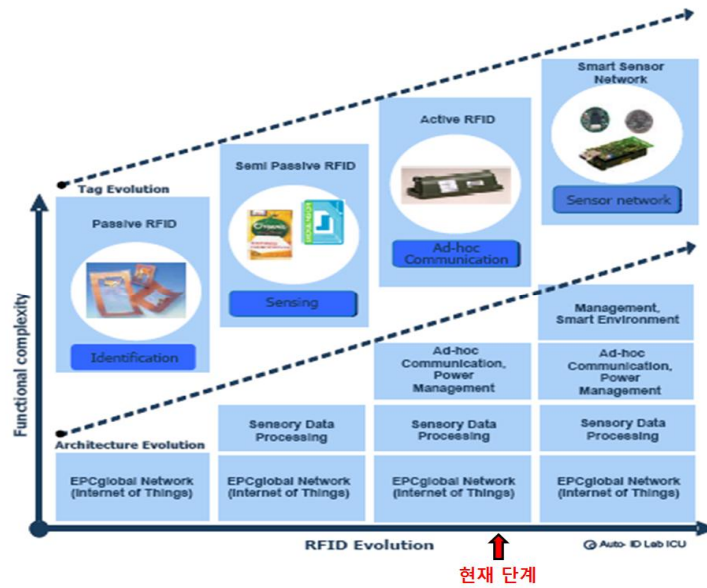 Smart Sensor
Network
Active RFID
Semi Passive RFID
Tag Evolution
Passive RFID
Sensor network
Ad-hoc
Communication
Sensing
Identification
Functional complexity
Management,
Smart Environment
Ad-hoc
Communication,
Power
Management
Ad-hoc
Communication,
Power
Management
Sensory Data
Processing
Sensory Data
Processing
Sensory Data
Processing
Architecture Evolution
EPCglobal Network
(Internet of Things)
EPCglobal Network
(Internet of Things)
EPCglobal Network
(Internet of Things)
EPCglobal Network
(Internet of Things)
RFID Evolution
Auto- ID Lab ICU
현재 단계